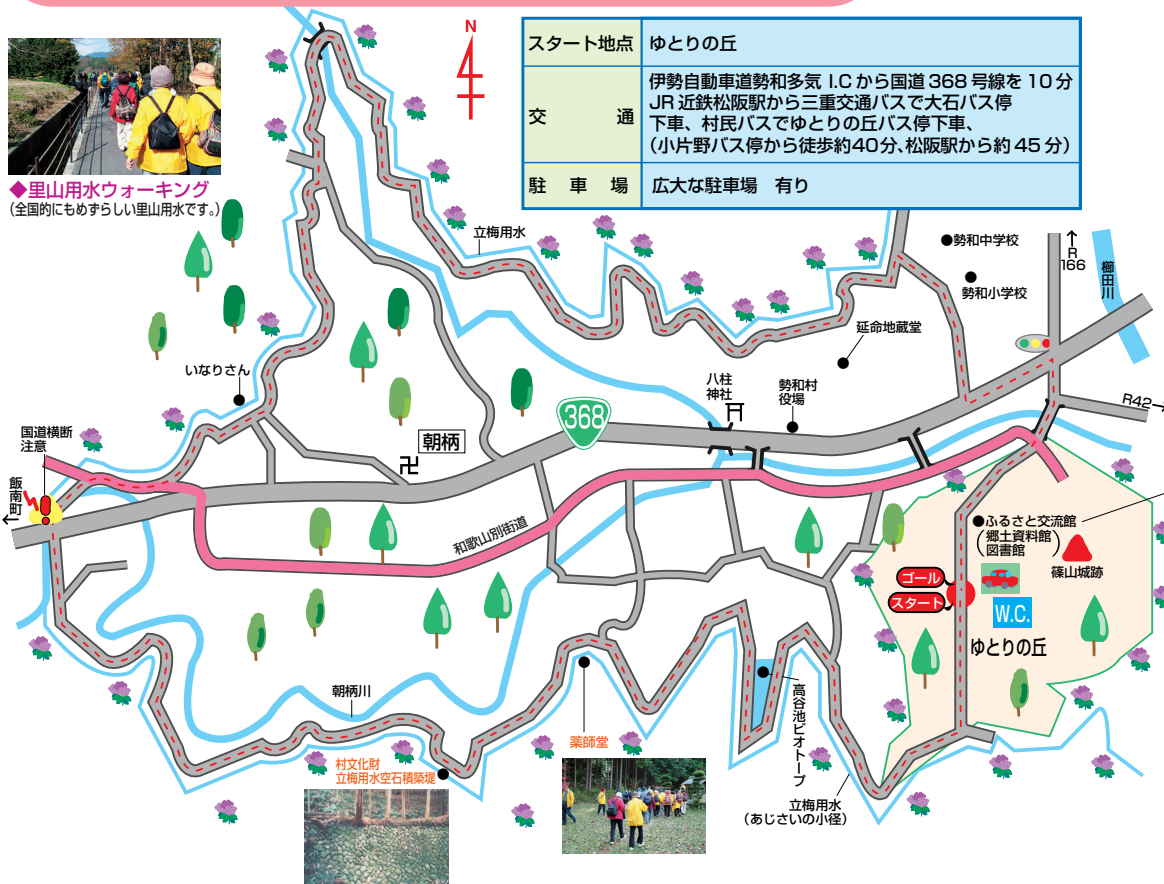 N
スタート地点 ゆとりの丘
交通 伊勢自動車道勢和多気 I.C から国道 368 号線を 10 分
JR 近鉄松阪駅から三重交通バスで大石バス停
下車、村民バスでゆとりの丘バス停下車、
(小片野バス停から徒歩約40分、松阪駅から約 45 分)
駐車場 広大な駐車場 有り
◆里山用水ウォーキング
(全国的にもめずらしい里山用水です。)
立梅用水
勢和中学校
勢和小学校
↑
R
166
櫛田川
延命地蔵堂
いなりさん
八柱
神社
勢和村
役場
R42→
368
国道横断
注意
朝柄
飯南町
←
和歌山別街道
ふるさと交流館
(郷土資料館
図書館)
篠山城跡
ゴール
スタート
W.C.
ゆとりの丘
朝柄川
高谷池ビオトープ
薬師堂
村文化財
立梅用水空石積築堤
立梅用水
(あじさいの小径)